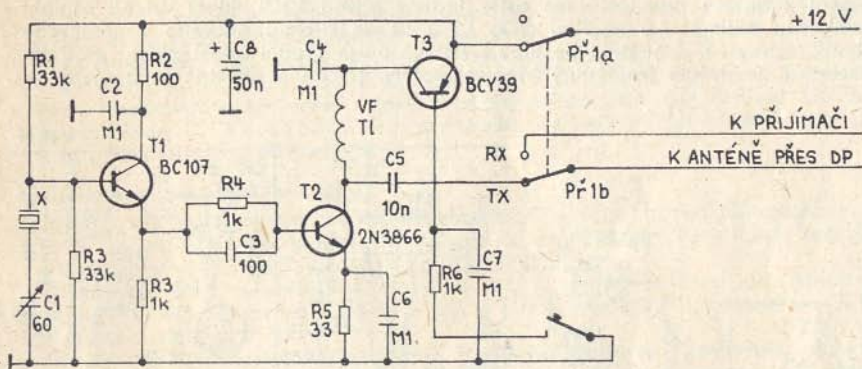 R1
33k
C2
M1
R2
100
+ C8
50n
C4
M1
T3
BCY39
Př1a
+12 V
VF
Tl
T1
BC107
K PŘIJÍMAČI
RX
K ANTÉNĚ PŘES DP
TX
Př1b
C5
10n
X
R4
1k
C3
100
T2
2N3866
R3
33k
R3
1k
C1
60
R5
33
C6
M1
R6
1k
C7
M1